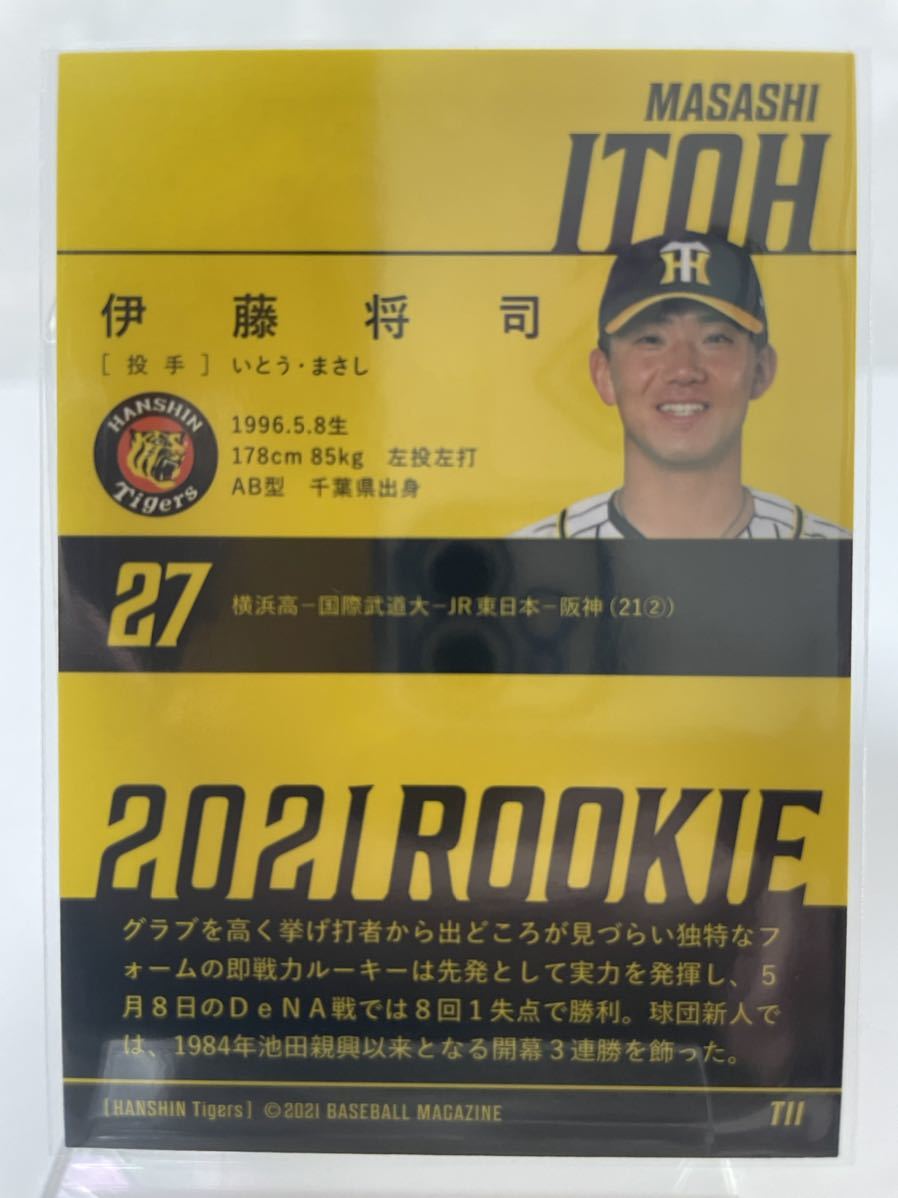 MASASHI
ITOH
TH
伊藤将司
[投手] いとう・まさし
HANSHIN
Tigers
1996.5.8生
178cm 85kg 左投左打
AB型 千葉県出身
27
横浜高−国際武道大−JR東日本−阪神(21②)
2021 ROOKIE
グラブを高く挙げ打者から出どころが見づらい独特なフ
ォームの即戦力ルーキーは先発として実力を発揮し、5
月8日のDeNA戦では8回1失点で勝利。球団新人で
は、1984年池田親興以来となる開幕3連勝を飾った。
[HANSHIN Tigers] ©2021 BASEBALL MAGAZINE
T11